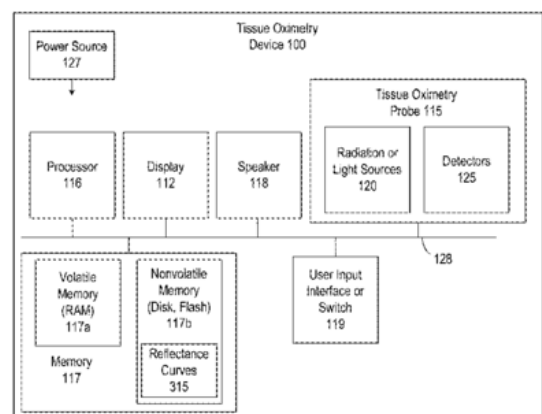 Tissue Oximetry
Device 100
Power Source
127
Tissue Oximetry
Probe 115
Processor
116
Display
112
Speaker
118
Radiation or
Light Sources
120
Detectors
125
128
Volatile
Memory
(RAM)
117a
Nonvolatile
Memory
(Disk, Flash)
117b
Memory
117
Reflectance
Curves
315
User Input
Interface or
Switch
119